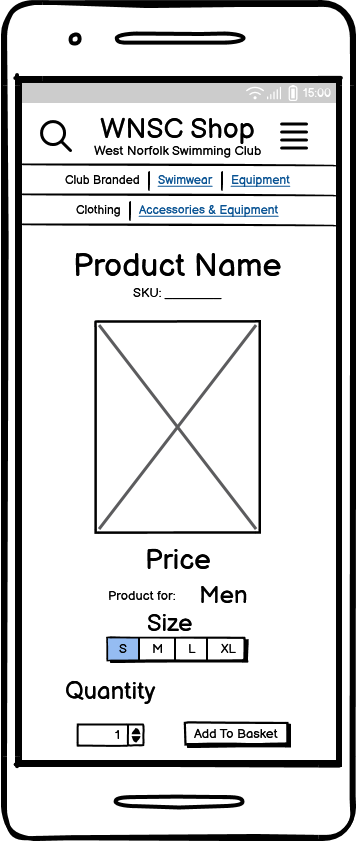 15:00
WNSC Shop
West Norfolk Swimming Club
Club Branded Swimwear Equipment
Clothing Accessories & Equipment
Product Name
SKU: ________
Price
Product for: Men
Size
S M L XL
Quantity
1 Add To Basket